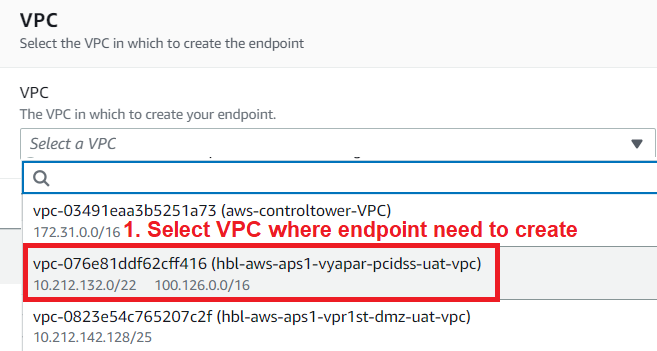 VPC
Select the VPC in which to create the endpoint
VPC
The VPC in which to create your endpoint.
Select a VPC
vpc-03491eaa3b5251a73 (aws-controltower-VPC)
172.31.0.0/16 1. Select VPC where endpoint need to create
vpc-076e81ddf62cff416 (hbl-aws-aps1-vyapar-pcidss-uat-vpc)
10.212.132.0/22 100.126.0.0/16
vpc-0823e54c765207c2f (hbl-aws-aps1-vpr1st-dmz-uat-vpc)
10.212.142.128/25